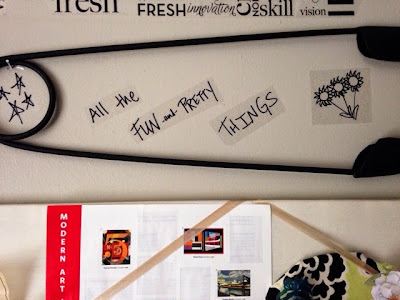 fresh
FRESH innovation
skill
vision
All the
FUN and PRETTY
THINGS
MODERN ART